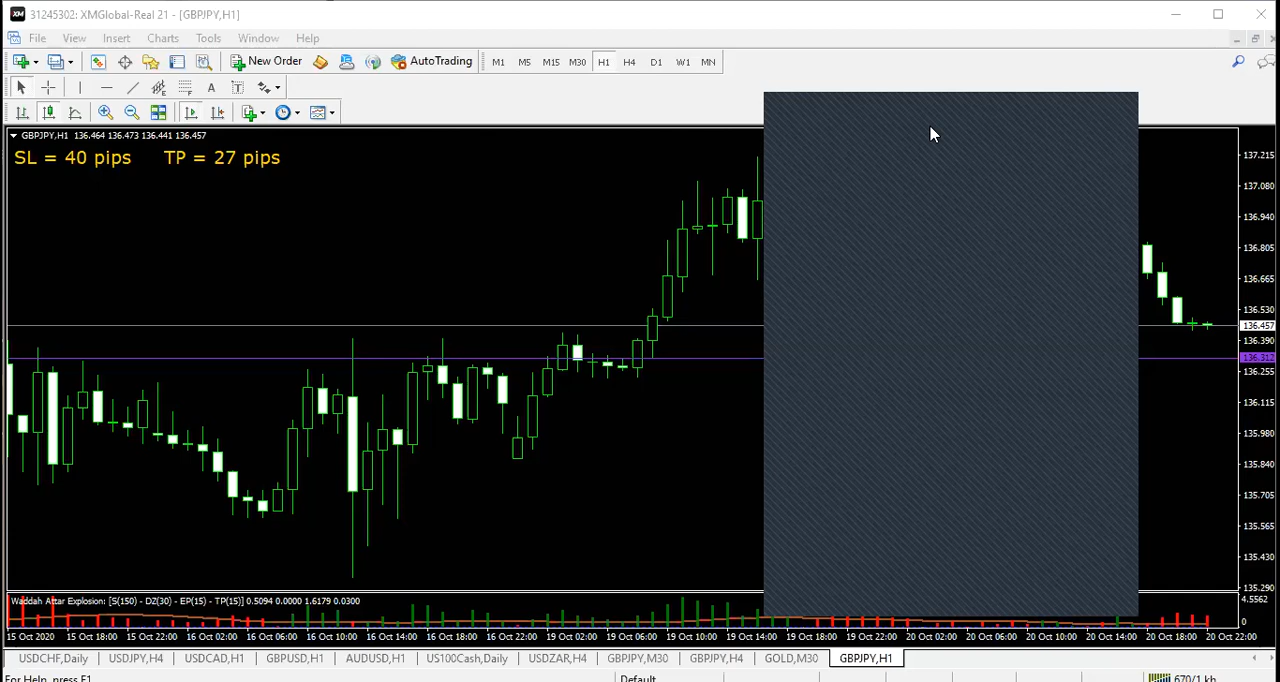 31245302: XMGlobal-Real 21 - [GBPJPY,H1]
File View Insert Charts Tools Window Help
New Order AutoTrading M1 M5 M15 M30 H1 H4 D1 W1 MN
A T
GBPJPY,H1 136.464 136.473 136.441 136.457
SL = 40 pips TP = 27 pips
137.215
137.080
136.940
136.805
136.665
136.530
136.457
136.390
136.312
136.255
136.115
135.980
135.840
135.705
135.565
135.430
135.290
Waddah Attar Explosion: [S(150) - DZ(30) - EP(15) - TP(15)] 0.5094 0.0000 1.6179 0.0300
4.5562
0
15 Oct 2020 15 Oct 18:00 15 Oct 22:00 16 Oct 02:00 16 Oct 06:00 16 Oct 10:00 16 Oct 14:00 16 Oct 18:00 16 Oct 22:00 19 Oct 02:00 19 Oct 06:00 19 Oct 10:00 19 Oct 14:00 19 Oct 18:00 19 Oct 22:00 20 Oct 02:00 20 Oct 06:00 20 Oct 10:00 20 Oct 14:00 20 Oct 18:00 20 Oct 22:00
USDCHF,Daily USDJPY,H4 USDCAD,H1 GBPUSD,H1 AUDUSD,H1 US100Cash,Daily USDZAR,H4 GBPJPY,M30 GBPJPY,H4 GOLD,M30 GBPJPY,H1
For Help, press F1 Default 670/1 kb